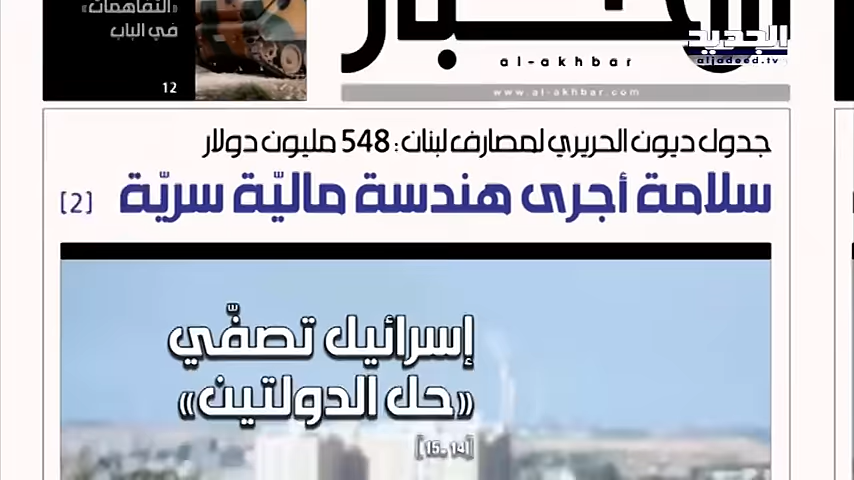 «التفاهمات»
في الباب
12
الأخبار
al-akhbar
الجديد
aljadeed.tv
www.al-akhbar.com
جدول ديون الحريري لمصارف لبنان: 548 مليون دولار
سلامة أجرى هندسة ماليّة سريّة [2]
إسرائيل تصفّي
«حل الدولتين»
[14، 15]